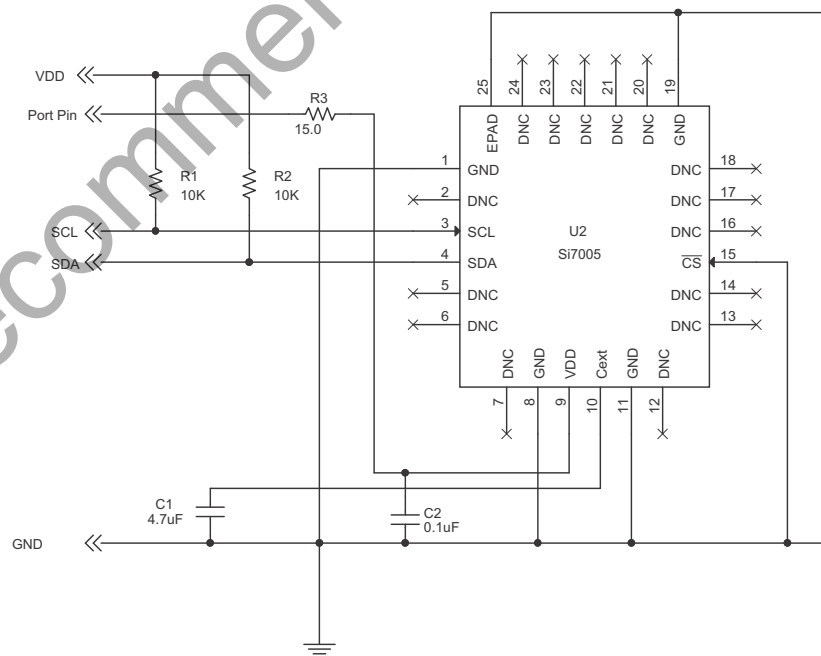 ecommen
VDD
Port Pin
R3
15.0
R1
10K
R2
10K
SCL
SDA
GND
C1
4.7uF
C2
0.1uF
U2
Si7005
25
24
23
22
21
20
19
EPAD
DNC
DNC
DNC
DNC
DNC
GND
1
GND
2
DNC
3
SCL
4
SDA
5
DNC
6
DNC
DNC
18
DNC
17
DNC
16
CS
15
DNC
14
DNC
13
DNC
GND
VDD
Cext
GND
DNC
7
8
9
10
11
12